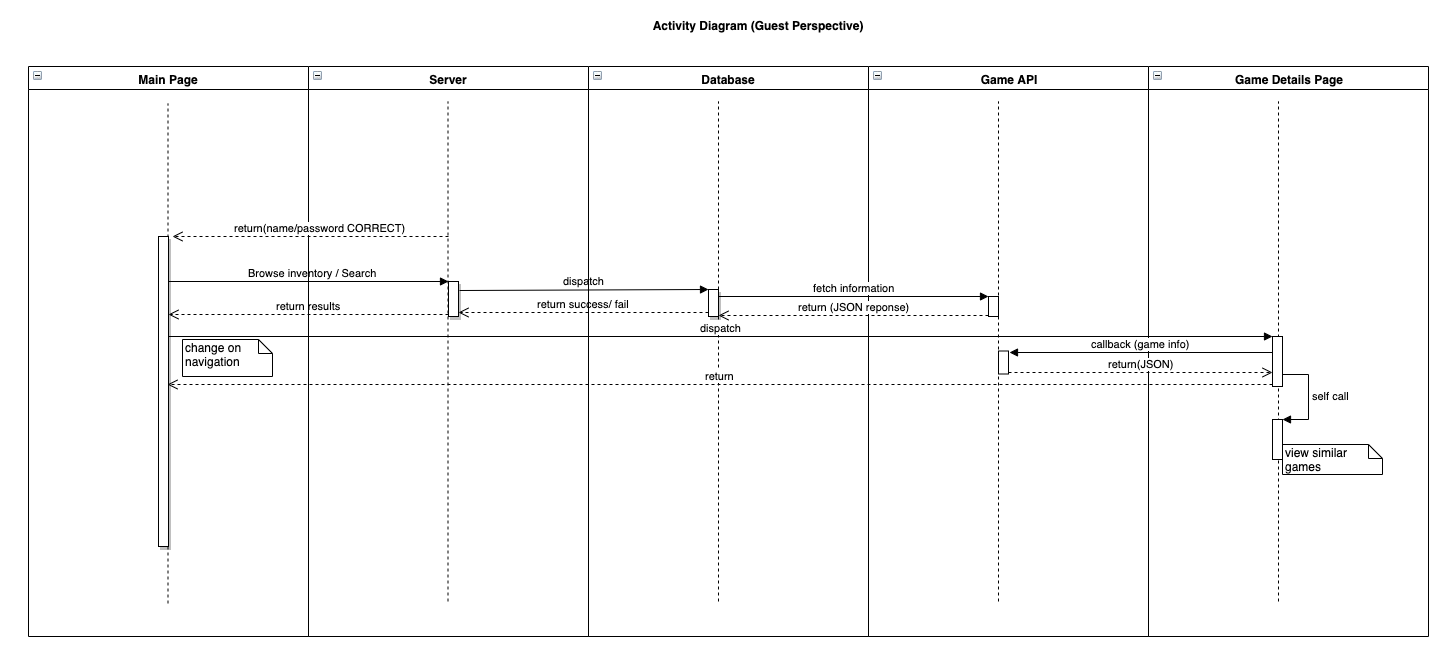 Activity Diagram (Guest Perspective)
Main Page
Server
Database
Game API
Game Details Page
return(name/password CORRECT)
Browse inventory / Search
dispatch
fetch information
return results
return success/ fail
return (JSON reponse)
dispatch
change on
navigation
callback (game info)
return(JSON)
return
self call
view similar
games